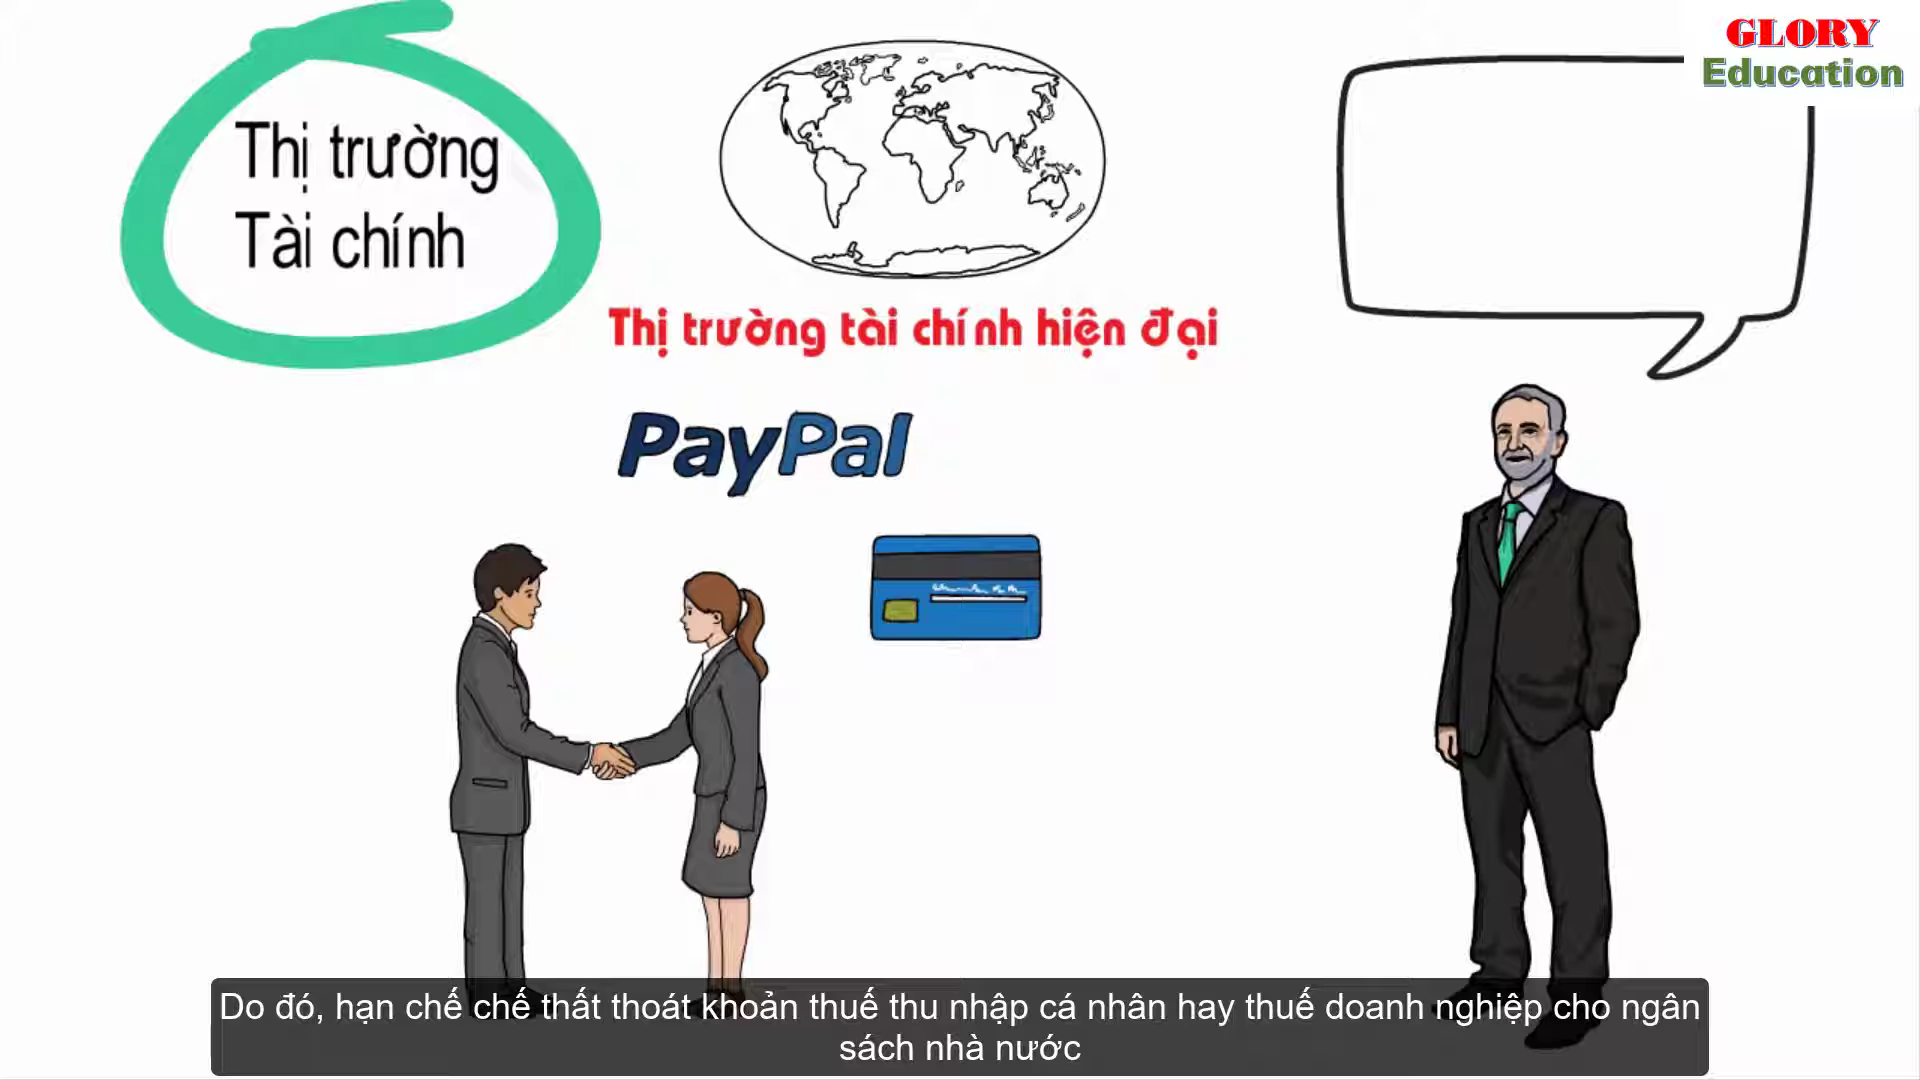 GLORY
Education
Thị trường
Tài chính
Thị trường tài chính hiện đại
PayPal
Do đó, hạn chế chế thất thoát khoản thuế thu nhập cá nhân hay thuế doanh nghiệp cho ngân
sách nhà nước